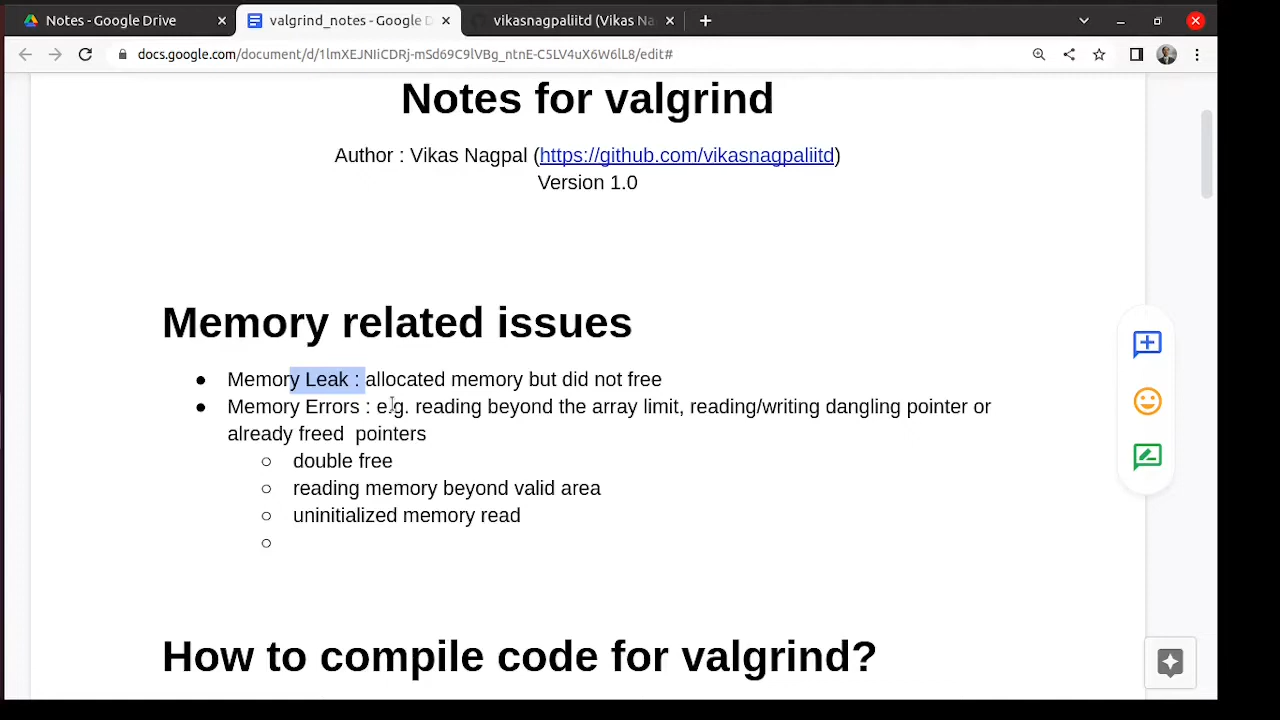 Notes - Google Drive
valgrind_notes - Google D
vikasnagpaliitd (Vikas Na
docs.google.com/document/d/1lmXEJNIiCDRj-mSd69C9lVBg_ntnE-C5LV4uX6W6lL8/edit#
Notes for valgrind
Author : Vikas Nagpal (https://github.com/vikasnagpaliitd)
Version 1.0
Memory related issues
● Memory Leak : allocated memory but did not free
● Memory Errors : e.g. reading beyond the array limit, reading/writing dangling pointer or
already freed  pointers
○ double free
○ reading memory beyond valid area
○ uninitialized memory read
○
How to compile code for valgrind?